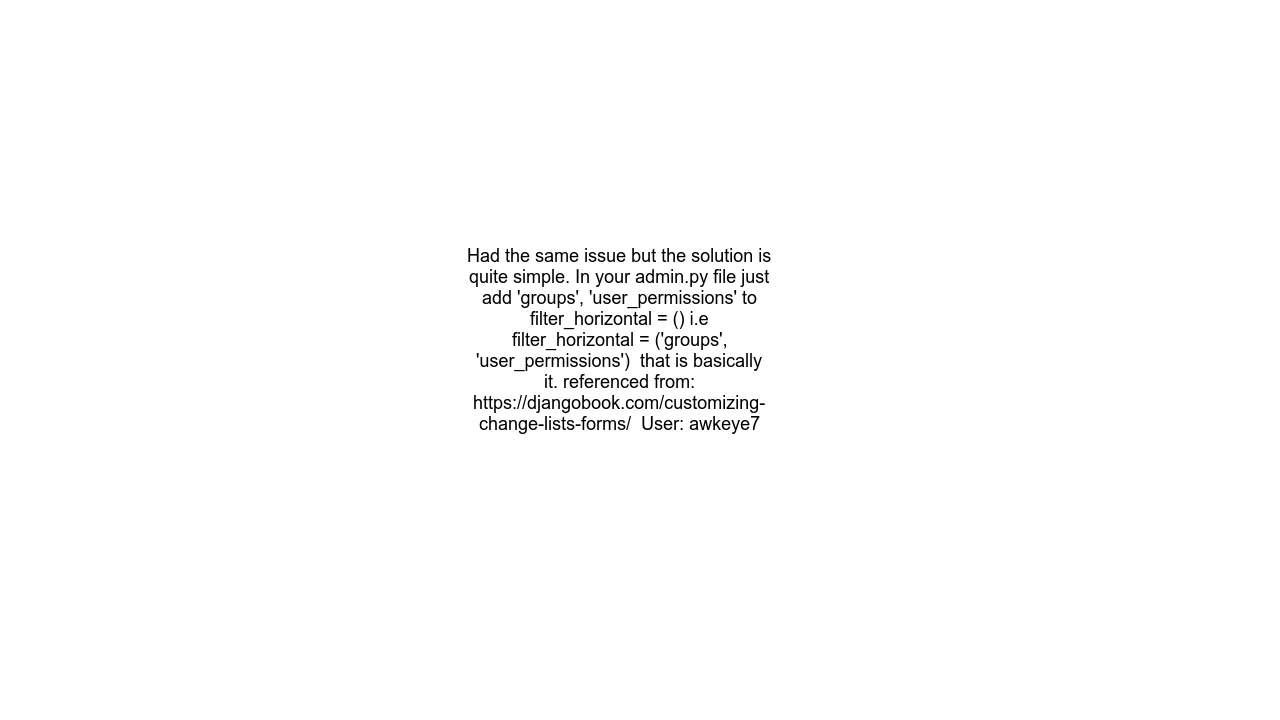 Had the same issue but the solution is
quite simple. In your admin.py file just
add 'groups', 'user_permissions' to
filter_horizontal = () i.e
filter_horizontal = ('groups',
'user_permissions')  that is basically
it. referenced from:
https://djangobook.com/customizing-
change-lists-forms/  User: awkeye7